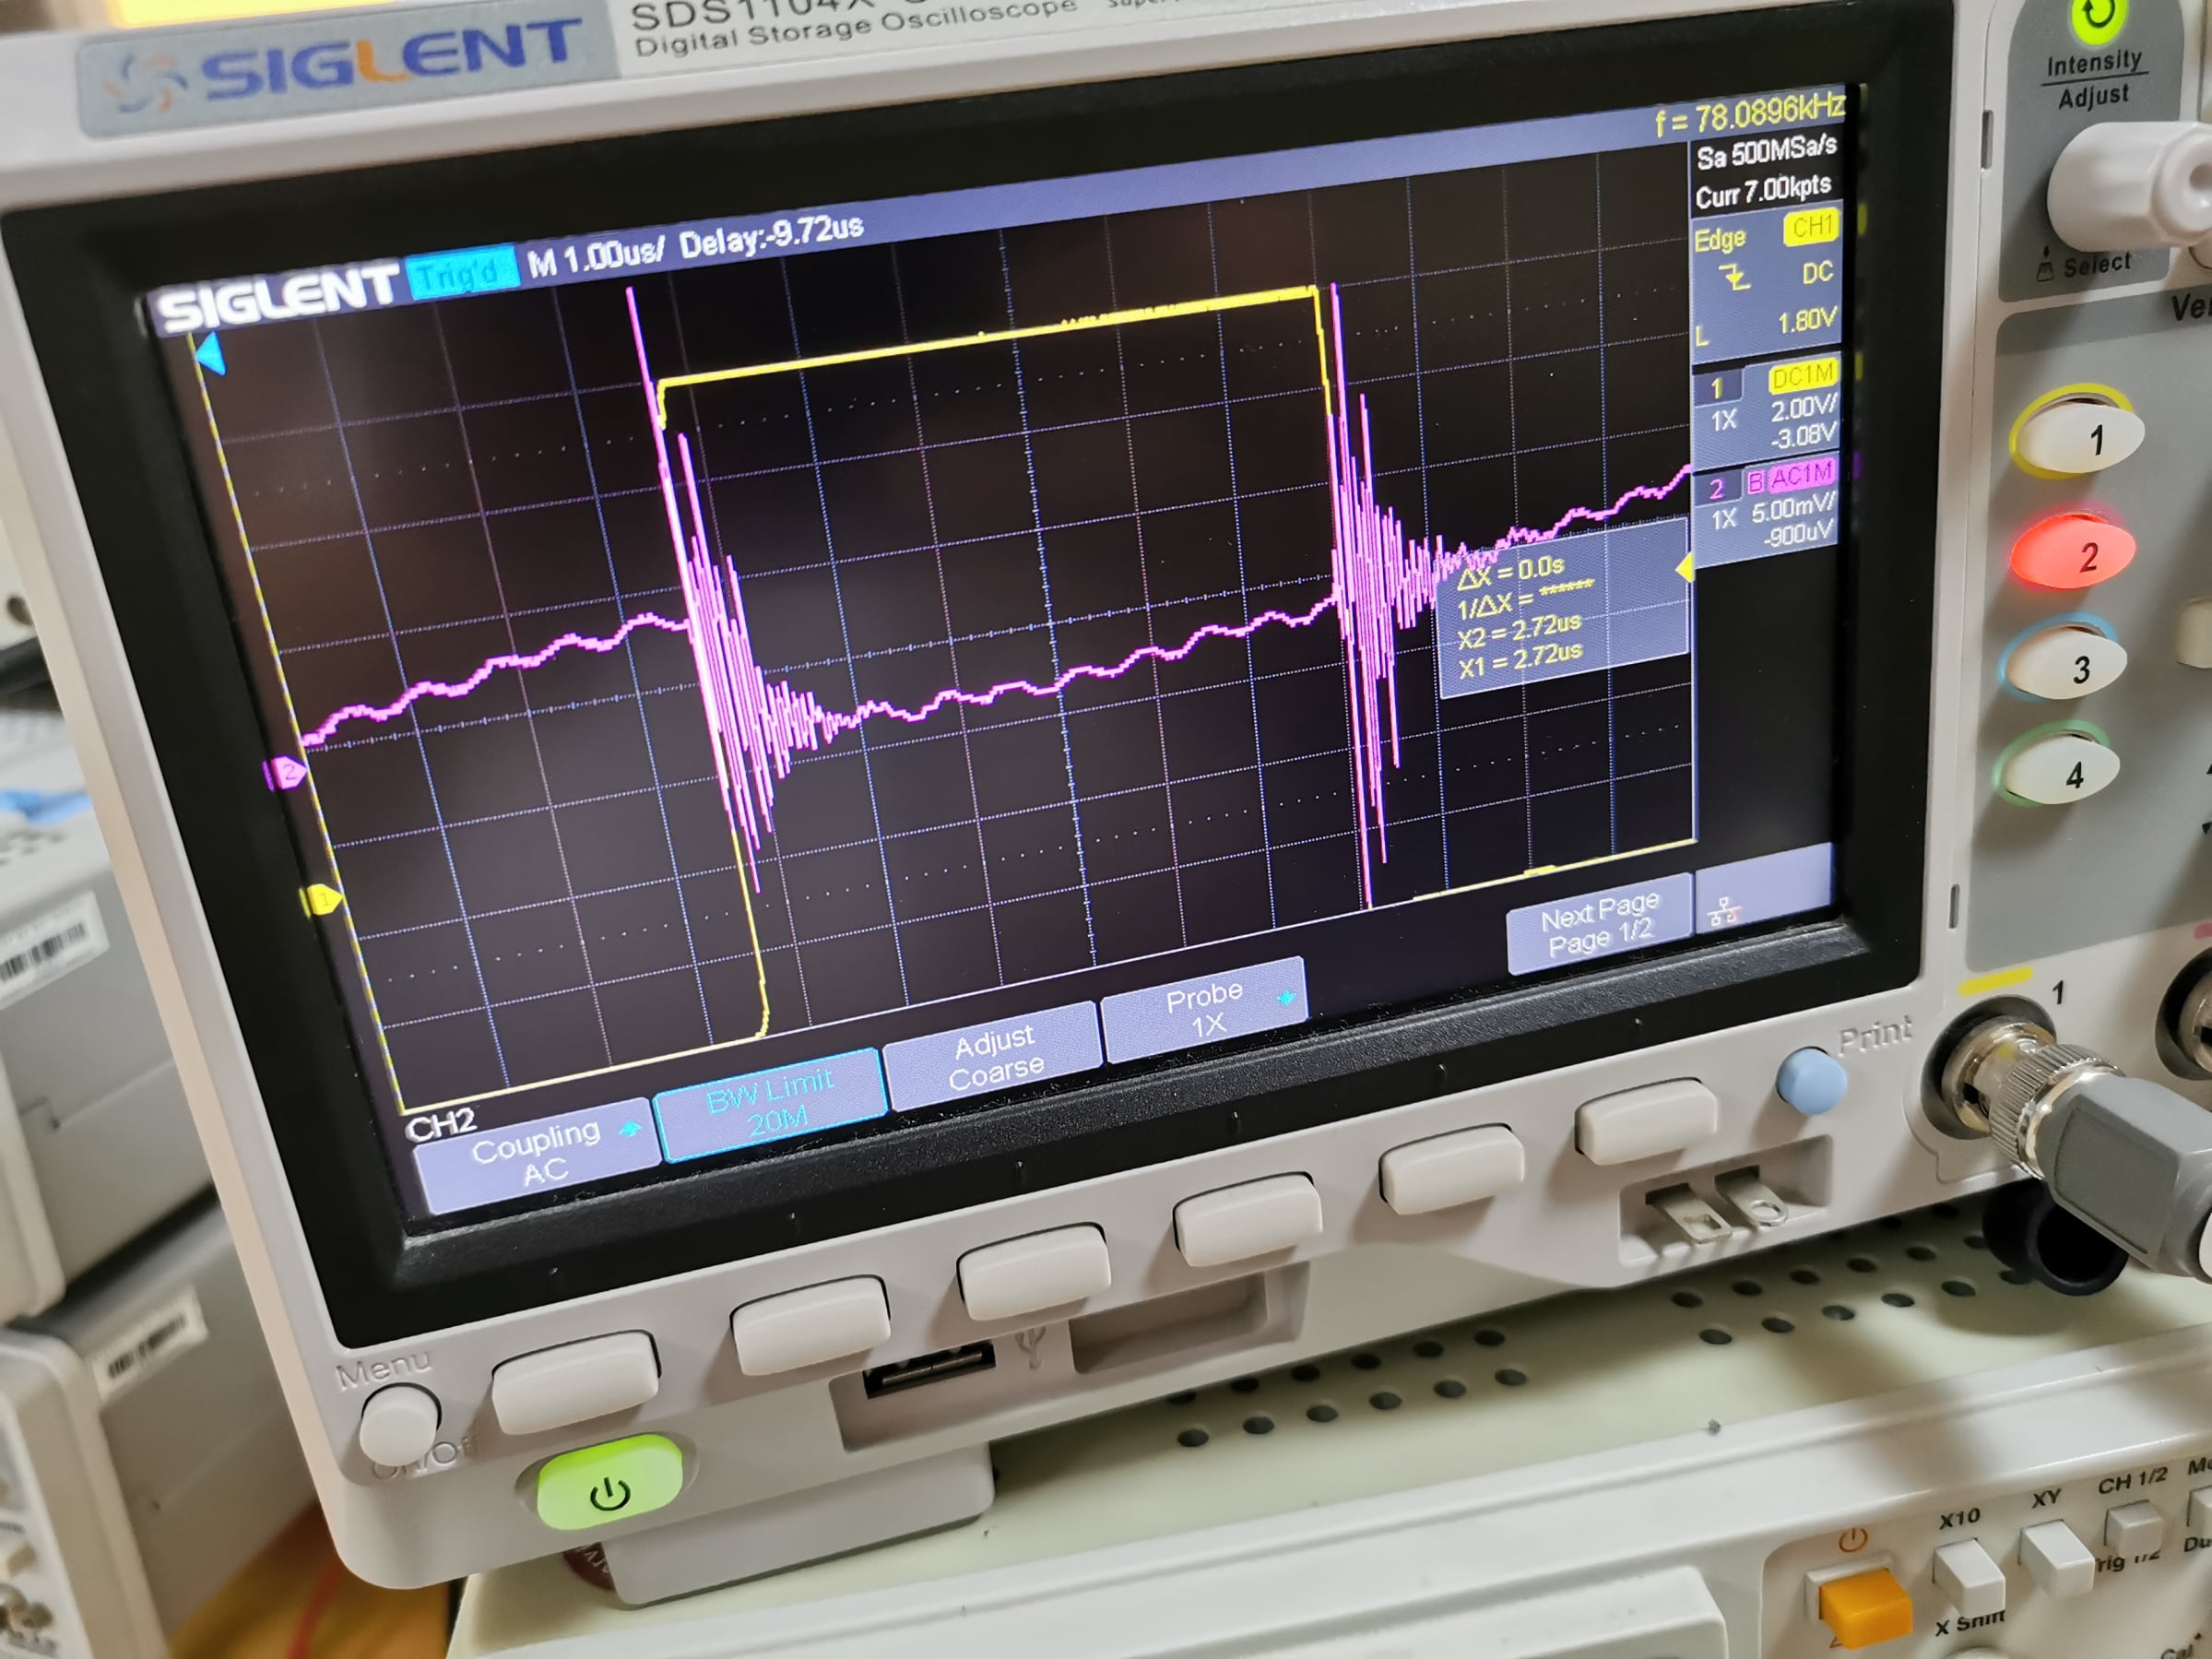 SIGLENT
SDS1104X
Digital Storage Oscilloscope
Intensity
Adjust
Select
SIGLENT Trig'd M 1.00us/ Delay:-9.72us
f = 78.0896kHz
Sa 500MSa/s
Curr 7.00kpts
Edge CH1
DC
L 1.80V
1 DC1M
1X 2.00V/
-3.08V
2 B AC1M
1X 5.00mV/
-900uV
ΔX = 0.0s
1/ΔX = ******
X2 = 2.72us
X1 = 2.72us
2
1
CH2
Coupling
AC
BW Limit
20M
Adjust
Coarse
Probe
1X
Next Page
Page 1/2
1
2
3
4
1
Print
Menu
On/Off
X10
XY
CH 1/2
X Shift